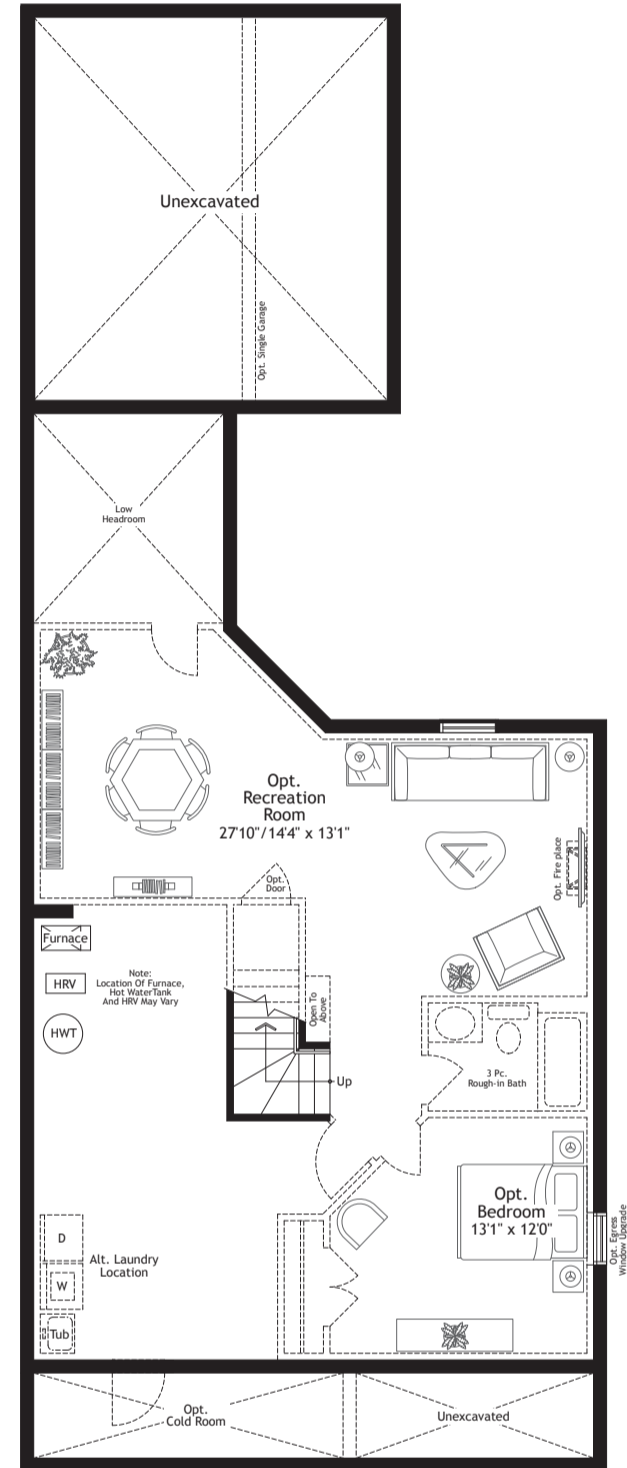 Unexcavated
Opt. Single Garage
Low
Headroom
Opt.
Recreation
Room
27'10"/14'4" x 13'1"
Opt. Fire place
Opt.
Door
Furnace
HRV
Note:
Location Of Furnace,
Hot WaterTank
And HRV May Vary
HWT
Open To
Above
Up
3 Pc.
Rough-in Bath
Opt.
Bedroom
13'1" x 12'0"
Opt. Egress
Window Upgrade
D
Alt. Laundry
Location
W
Tub
Opt.
Cold Room
Unexcavated